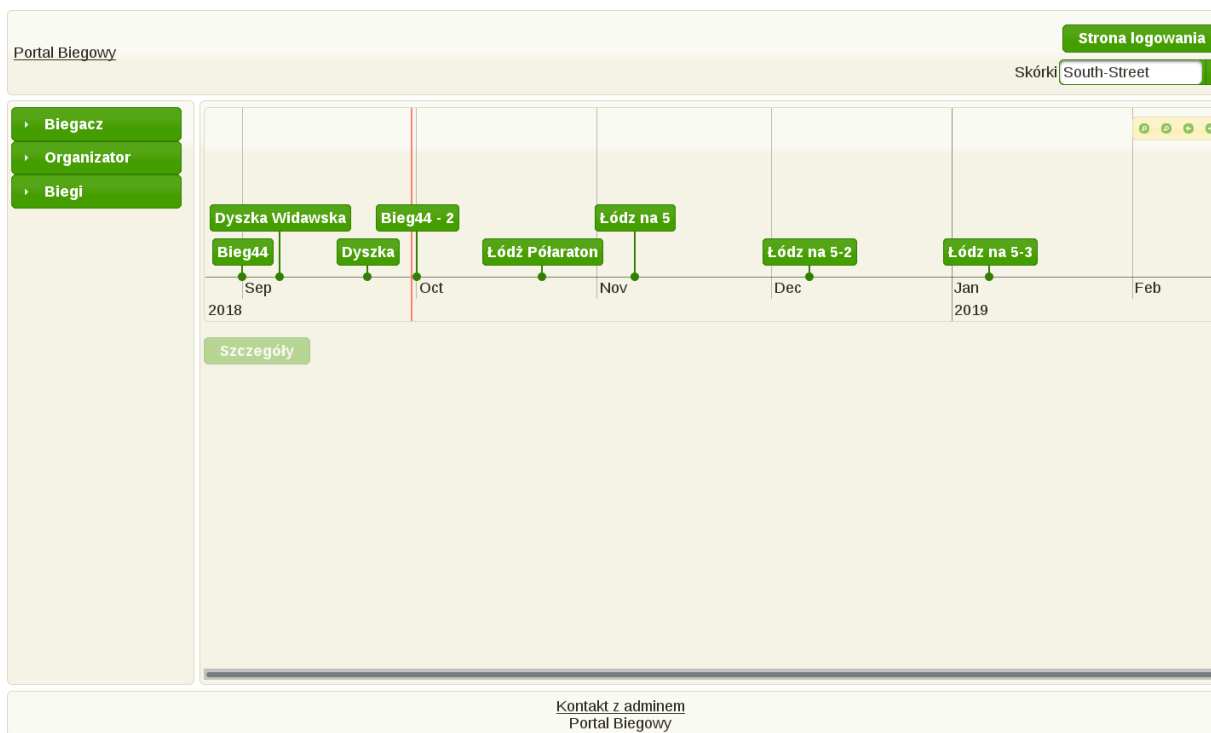 Portal Biegowy
Strona logowania
Skórki South-Street
Biegacz
Organizator
Biegi
Dyszka Widawska Bieg44 - 2 Łódz na 5
Bieg44 Dyszka Łódż Półaraton Łódz na 5-2 Łódz na 5-3
Sep Oct Nov Dec Jan Feb
2018 2019
Szczegóły
Kontakt z adminem
Portal Biegowy